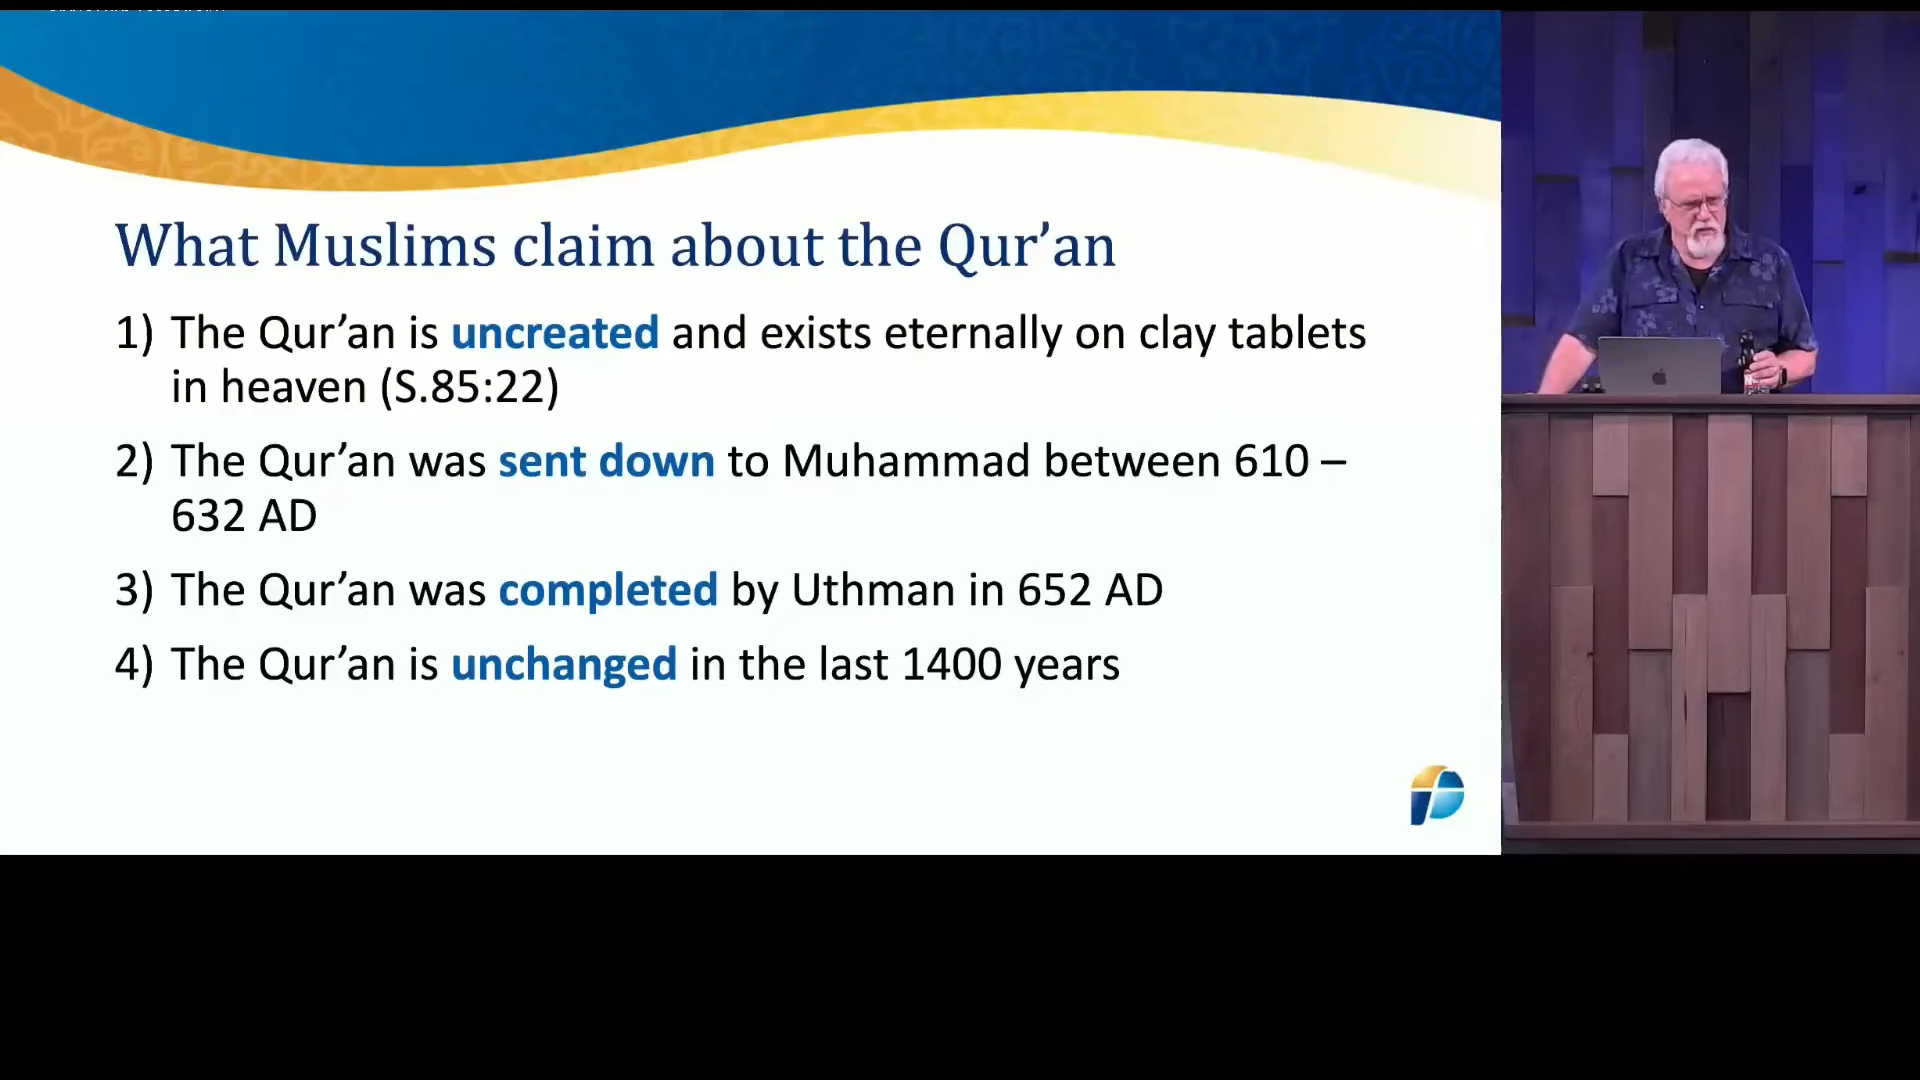 What Muslims claim about the Qur’an
1) The Qur’an is uncreated and exists eternally on clay tablets
in heaven (S.85:22)
2) The Qur’an was sent down to Muhammad between 610 –
632 AD
3) The Qur’an was completed by Uthman in 652 AD
4) The Qur’an is unchanged in the last 1400 years